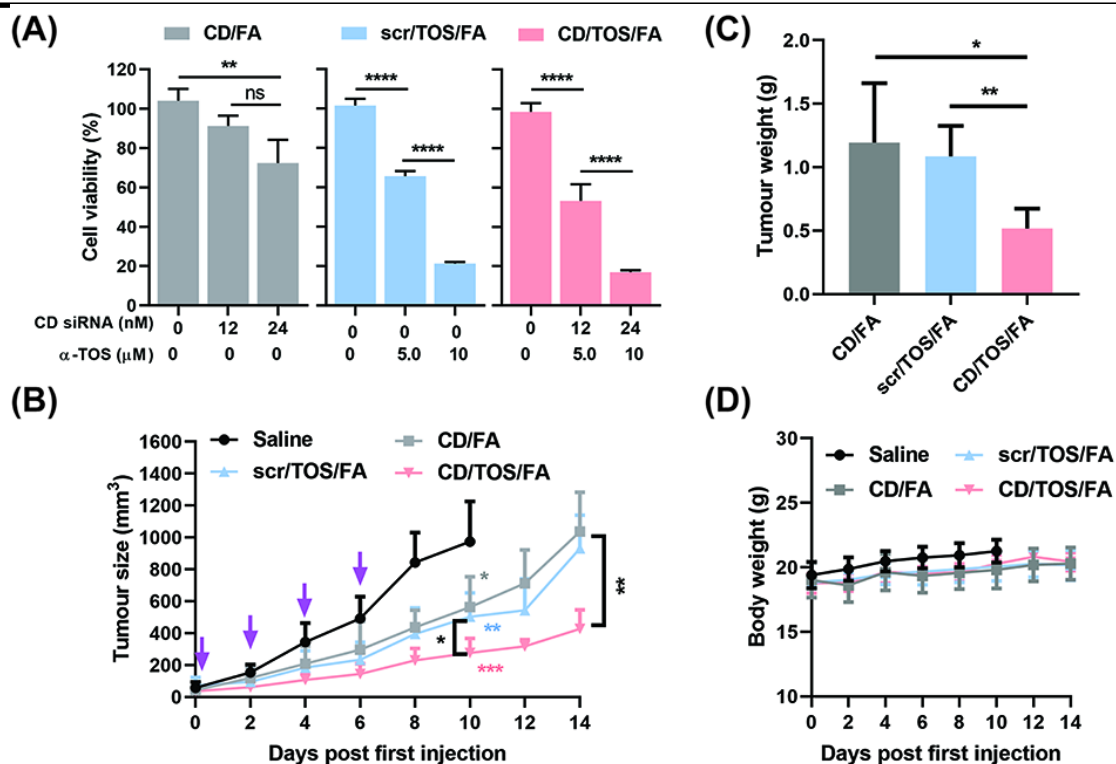 (A)
CD/FA
scr/TOS/FA
CD/TOS/FA
Cell viability (%)
120
100
80
60
40
20
0
**
ns
****
****
****
****
CD siRNA (nM) 0 12 24 0 0 0 0 12 24
α-TOS (μM) 0 0 0 0 5.0 10 0 5.0 10
(C)
Tumour weight (g)
2.0
1.5
1.0
0.5
0.0
*
**
CD/FA
scr/TOS/FA
CD/TOS/FA
(B)
Saline
CD/FA
scr/TOS/FA
CD/TOS/FA
Tumour size (mm³)
1600
1400
1200
1000
800
600
400
200
0
*
**
*
***
**
0 2 4 6 8 10 12 14
Days post first injection
(D)
Saline
scr/TOS/FA
CD/FA
CD/TOS/FA
Body weight (g)
30
25
20
15
10
0 2 4 6 8 10 12 14
Days post first injection